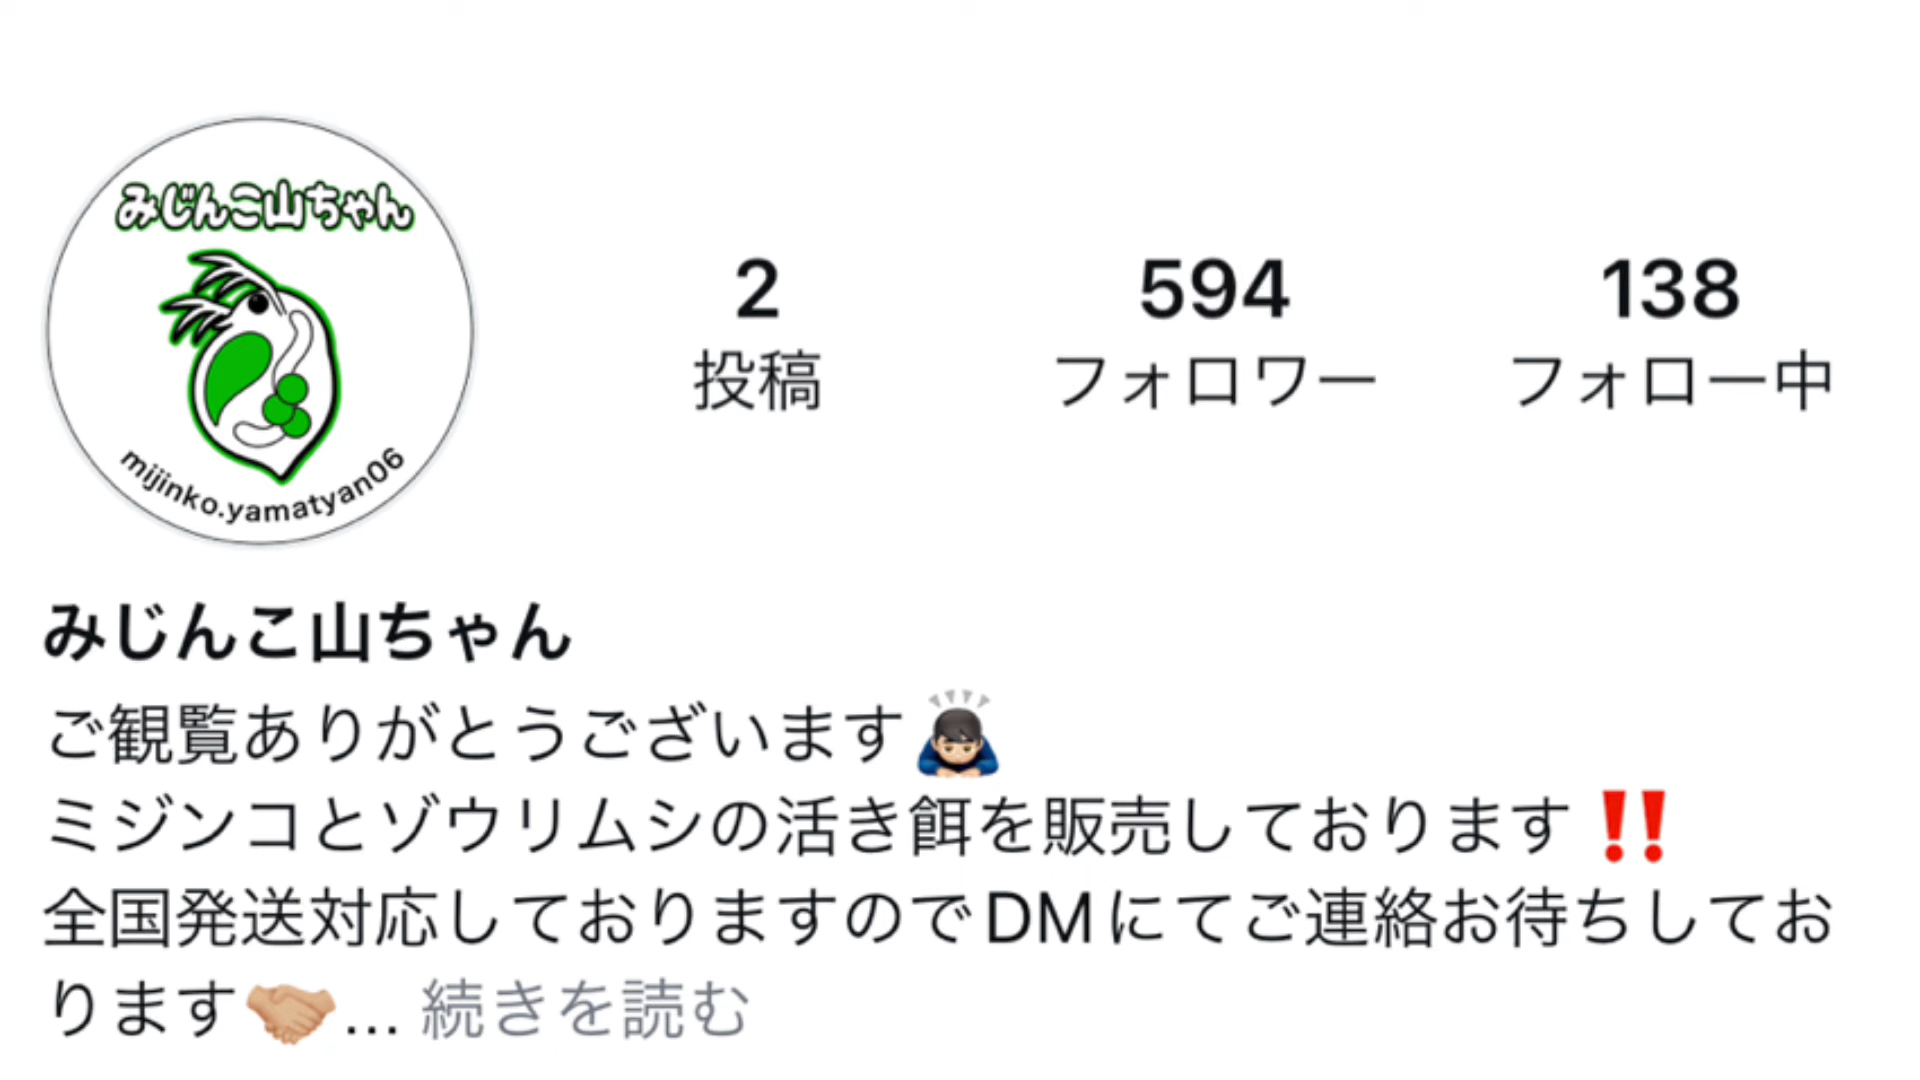 みじんこ山ちゃん
mijinko.yamatyan06
2 594 138
投稿 フォロワー フォロー中
みじんこ山ちゃん
ご観覧ありがとうございます🙇🏻‍♂️
ミジンコとゾウリムシの活き餌を販売しております‼️
全国発送対応しておりますのでDMにてご連絡お待ちしてお
ります🤝🏼... 続きを読む